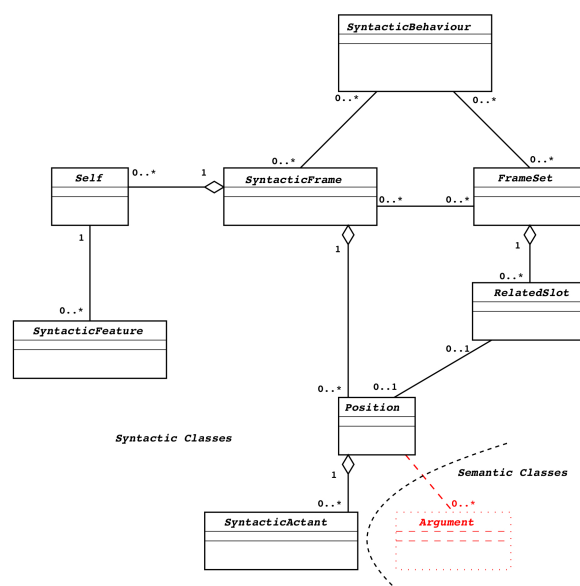 SyntacticBehaviour
0..*
0..*
0..*
0..*
Self
0..*
1
SyntacticFrame
FrameSet
0..*
0..*
1
1
1
0..*
RelatedSlot
0..*
SyntacticFeature
0..1
0..*
0..1
Position
Syntactic Classes
1
Semantic Classes
0..*
0..*
SyntacticActant
Argument